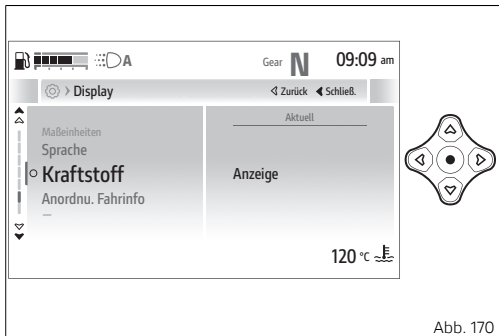 A Gear N 09:09 am
Display Zurück Schließ.
Maßeinheiten
Sprache
Kraftstoff
Anordnu. Fahrinfo
Aktuell
Anzeige
120 °C
Abb. 170